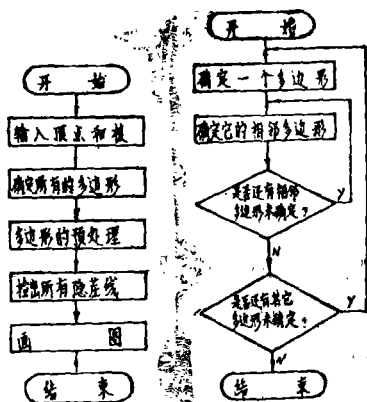 开 始
输入顶点和棱
确定所有的多边形
多边形的预处理
检出所有隐差线
画 图
结 束
开 始
确定一个多边形
确定它的相邻多边形
是否还有相邻
多边形未确定?
Y
N
是否还有其它
多边形未确定?
Y
N
结 束